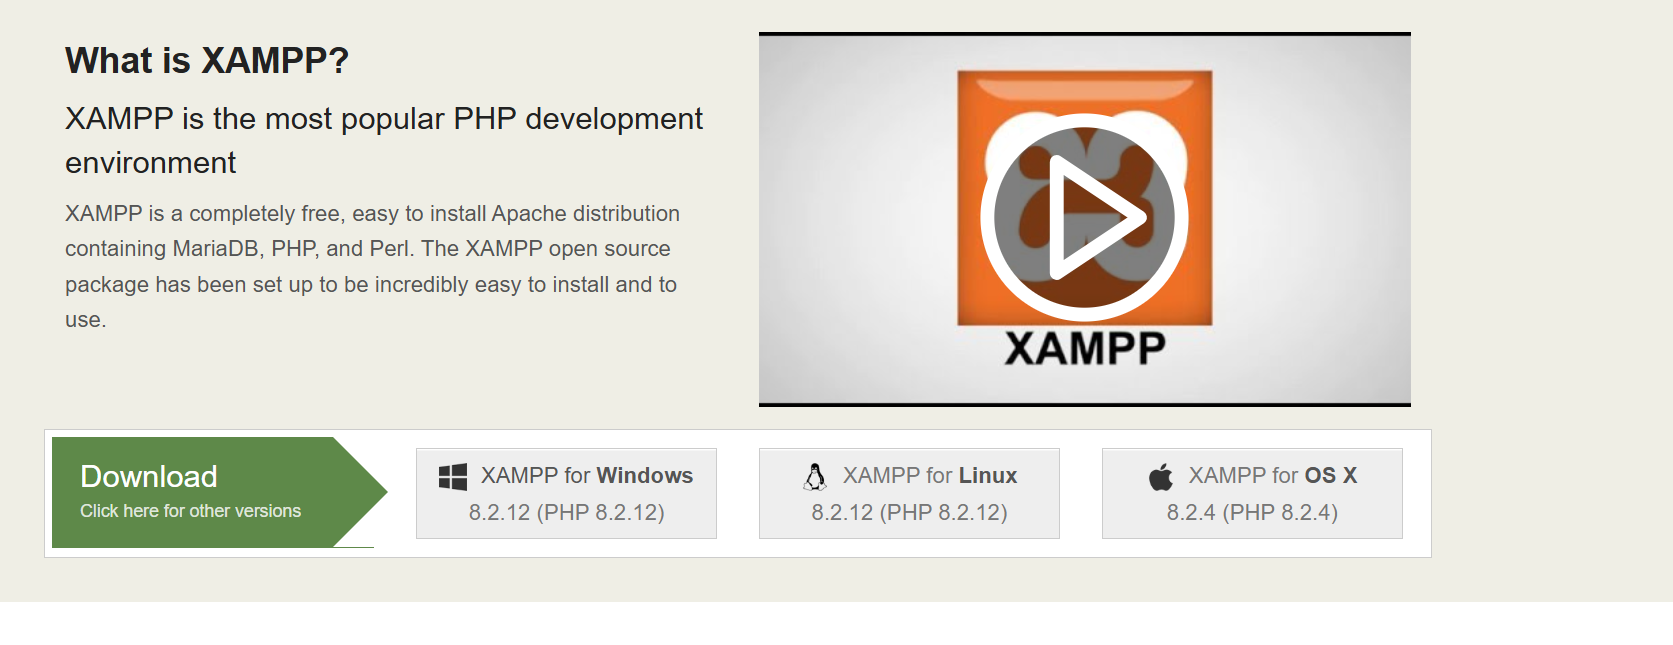 What is XAMPP?
XAMPP is the most popular PHP development
environment
XAMPP is a completely free, easy to install Apache distribution
containing MariaDB, PHP, and Perl. The XAMPP open source
package has been set up to be incredibly easy to install and to
use.
XAMPP
Download
Click here for other versions
XAMPP for Windows
8.2.12 (PHP 8.2.12)
XAMPP for Linux
8.2.12 (PHP 8.2.12)
XAMPP for OS X
8.2.4 (PHP 8.2.4)